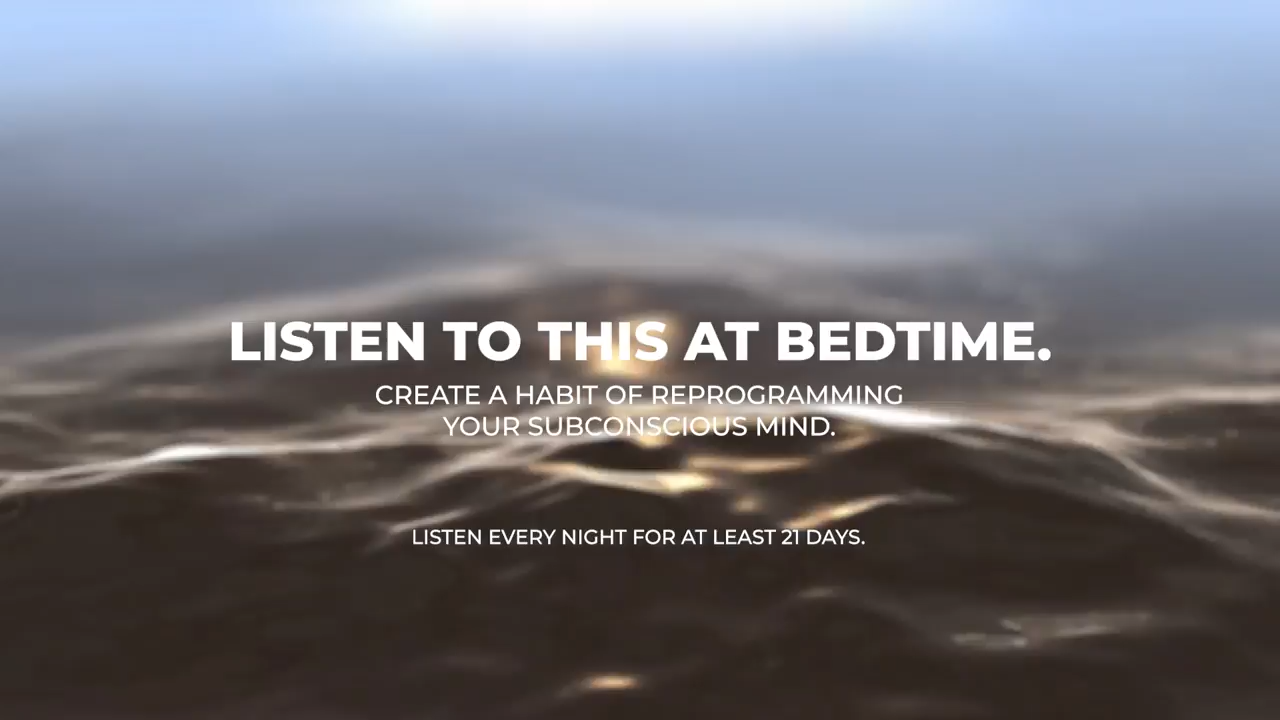 LISTEN TO THIS AT BEDTIME.
CREATE A HABIT OF REPROGRAMMING
YOUR SUBCONSCIOUS MIND.
LISTEN EVERY NIGHT FOR AT LEAST 21 DAYS.